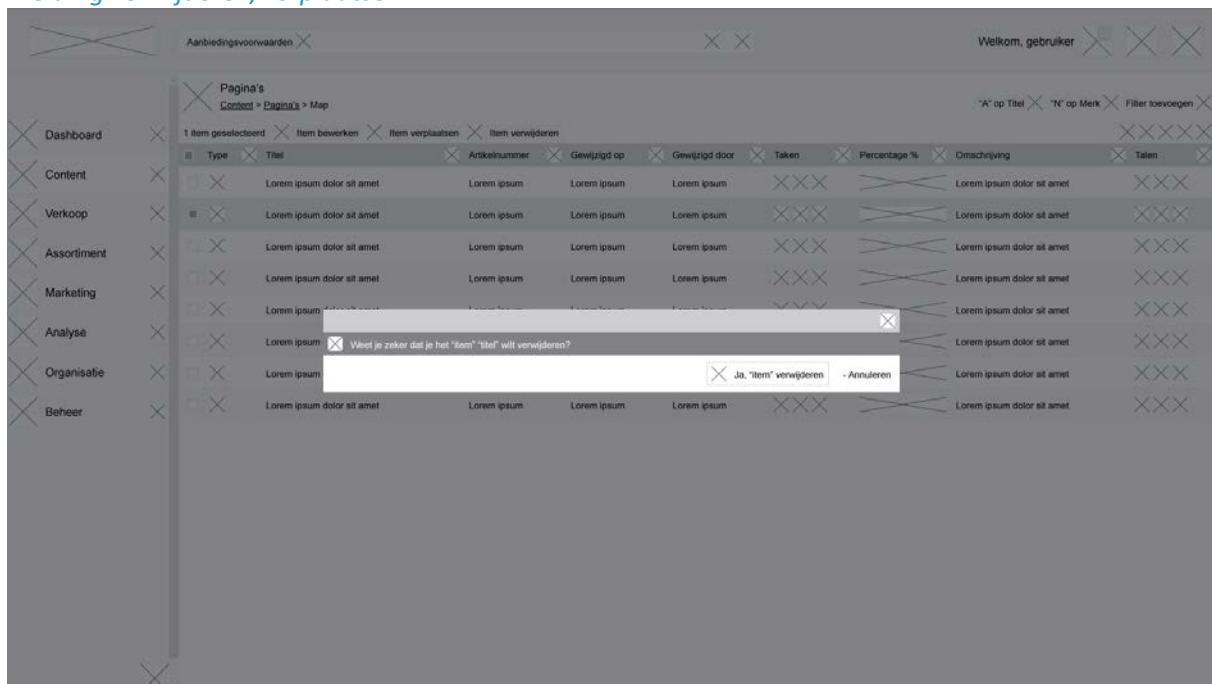 Aanbiedingsvoorwaarden
Welkom, gebruiker
Pagina's
Content > Pagina's > Map
"A" op Titel "N" op Merk Filter toevoegen
1 item geselecteerd Item bewerken Item verplaatsen Item verwijderen
Dashboard
Content
Verkoop
Assortiment
Marketing
Analyse
Organisatie
Beheer
Type Titel Artikelnummer Gewijzigd op Gewijzigd door Taken Percentage % Omschrijving Talen
Lorem ipsum dolor sit amet Lorem ipsum Lorem ipsum Lorem ipsum Lorem ipsum dolor sit amet
Lorem ipsum dolor sit amet Lorem ipsum Lorem ipsum Lorem ipsum Lorem ipsum dolor sit amet
Lorem ipsum dolor sit amet Lorem ipsum Lorem ipsum Lorem ipsum Lorem ipsum dolor sit amet
Lorem ipsum dolor sit amet Lorem ipsum Lorem ipsum Lorem ipsum Lorem ipsum dolor sit amet
Lorem ipsum Lorem ipsum dolor sit amet
Lorem ipsum Lorem ipsum dolor sit amet
Lorem ipsum Lorem ipsum dolor sit amet
Lorem ipsum dolor sit amet Lorem ipsum Lorem ipsum Lorem ipsum Lorem ipsum dolor sit amet
Weet je zeker dat je het "item" "titel" wilt verwijderen?
Ja, "item" verwijderen - Annuleren